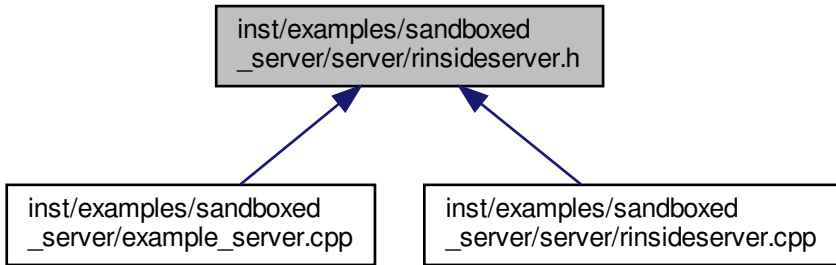 inst/examples/sandboxed
_server/server/rinsideserver.h
inst/examples/sandboxed
_server/example_server.cpp
inst/examples/sandboxed
_server/server/rinsideserver.cpp